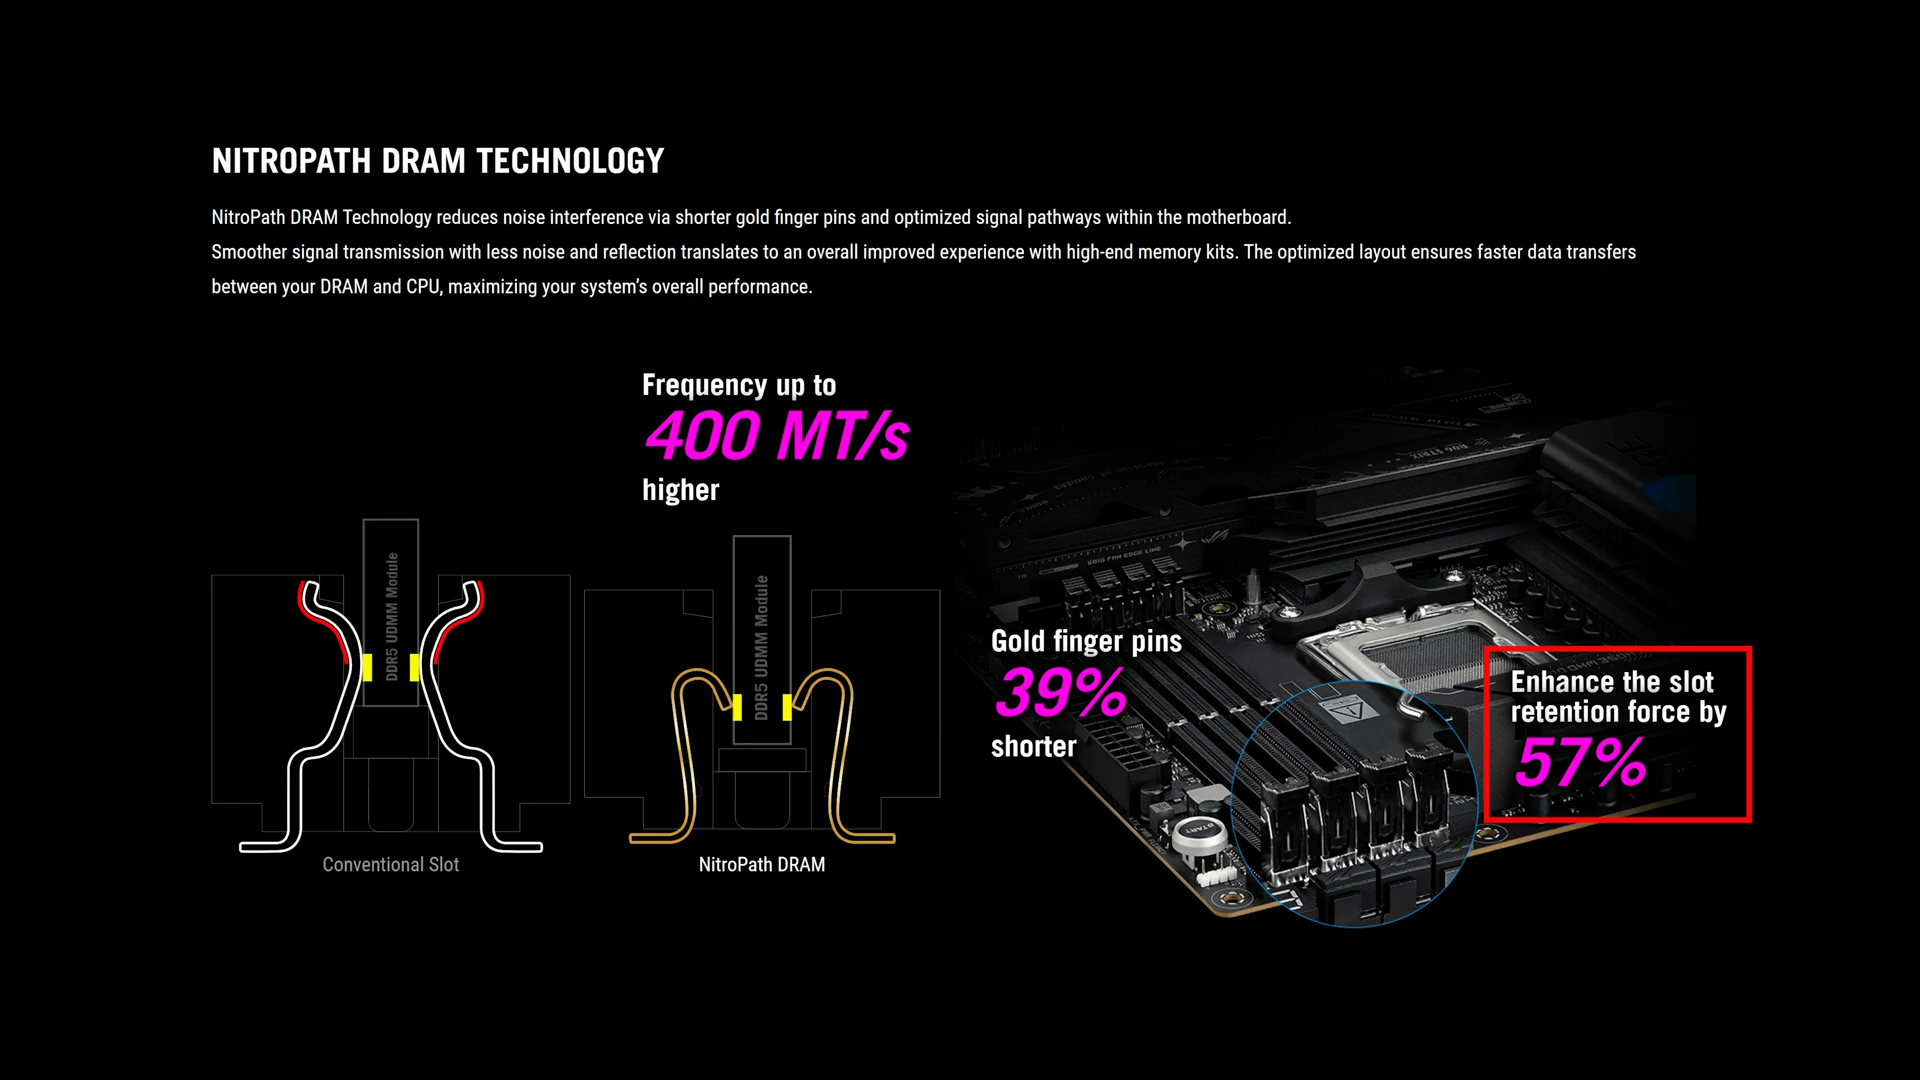 NITROPATH DRAM TECHNOLOGY
NitroPath DRAM Technology reduces noise interference via shorter gold finger pins and optimized signal pathways within the motherboard.
Smoother signal transmission with less noise and reflection translates to an overall improved experience with high-end memory kits. The optimized layout ensures faster data transfers
between your DRAM and CPU, maximizing your system's overall performance.
Frequency up to
400 MT/s
higher
DDR5 UDMM Module
Conventional Slot
DDR5 UDMM Module
NitroPath DRAM
Gold finger pins
39%
shorter
Enhance the slot
retention force by
57%
START
ROG STRIX